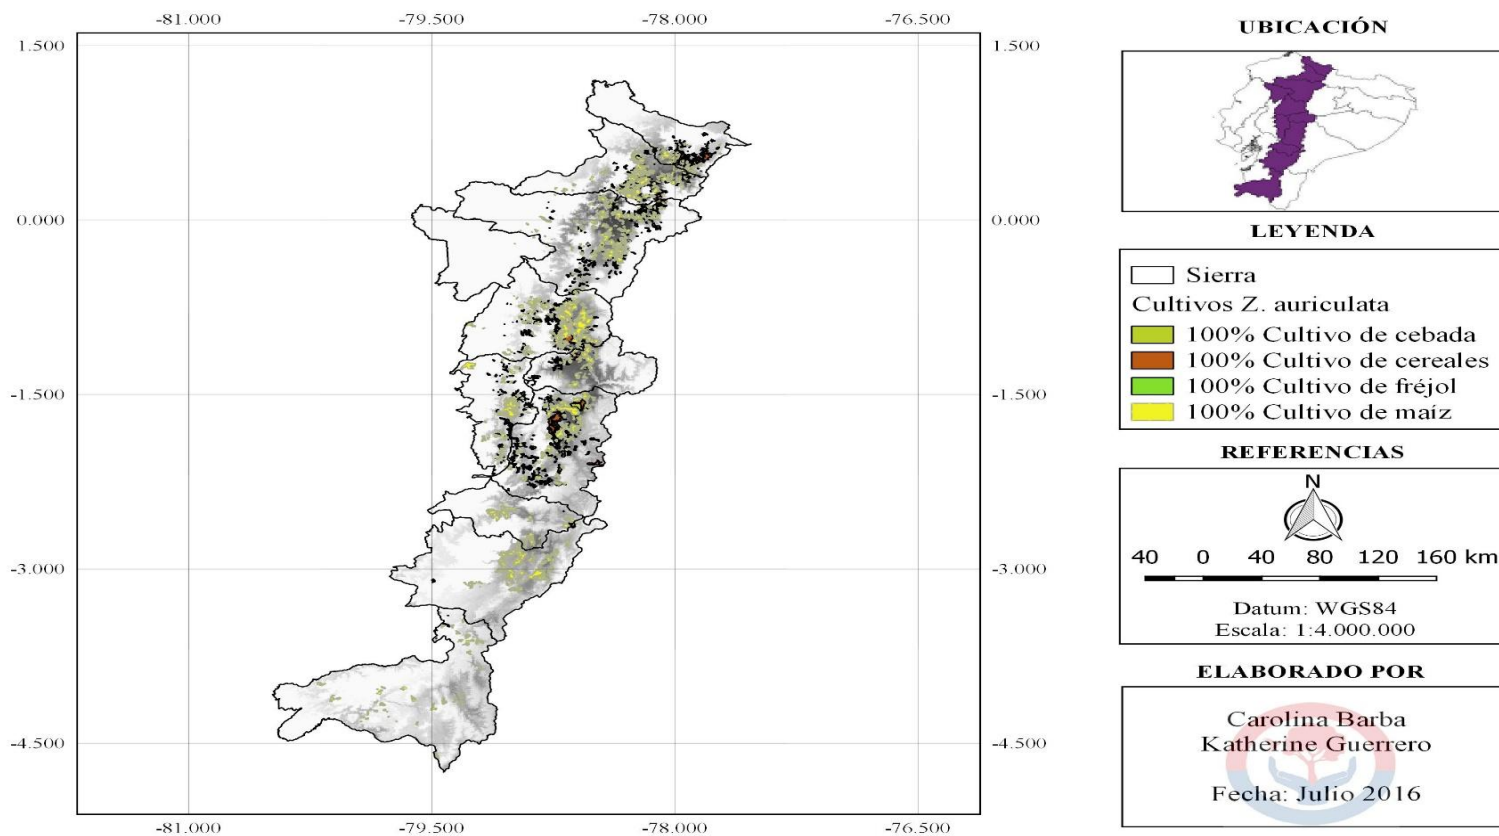 -81.000 -79.500 -78.000 -76.500
1.500 1.500
0.000 0.000
-1.500 -1.500
-3.000 -3.000
-4.500 -4.500
-81.000 -79.500 -78.000 -76.500
UBICACIÓN
LEYENDA
Sierra
Cultivos Z. auriculata
100% Cultivo de cebada
100% Cultivo de cereales
100% Cultivo de fréjol
100% Cultivo de maíz
REFERENCIAS
N
40 0 40 80 120 160 km
Datum: WGS84
Escala: 1:4.000.000
ELABORADO POR
Carolina Barba
Katherine Guerrero
Fecha: Julio 2016